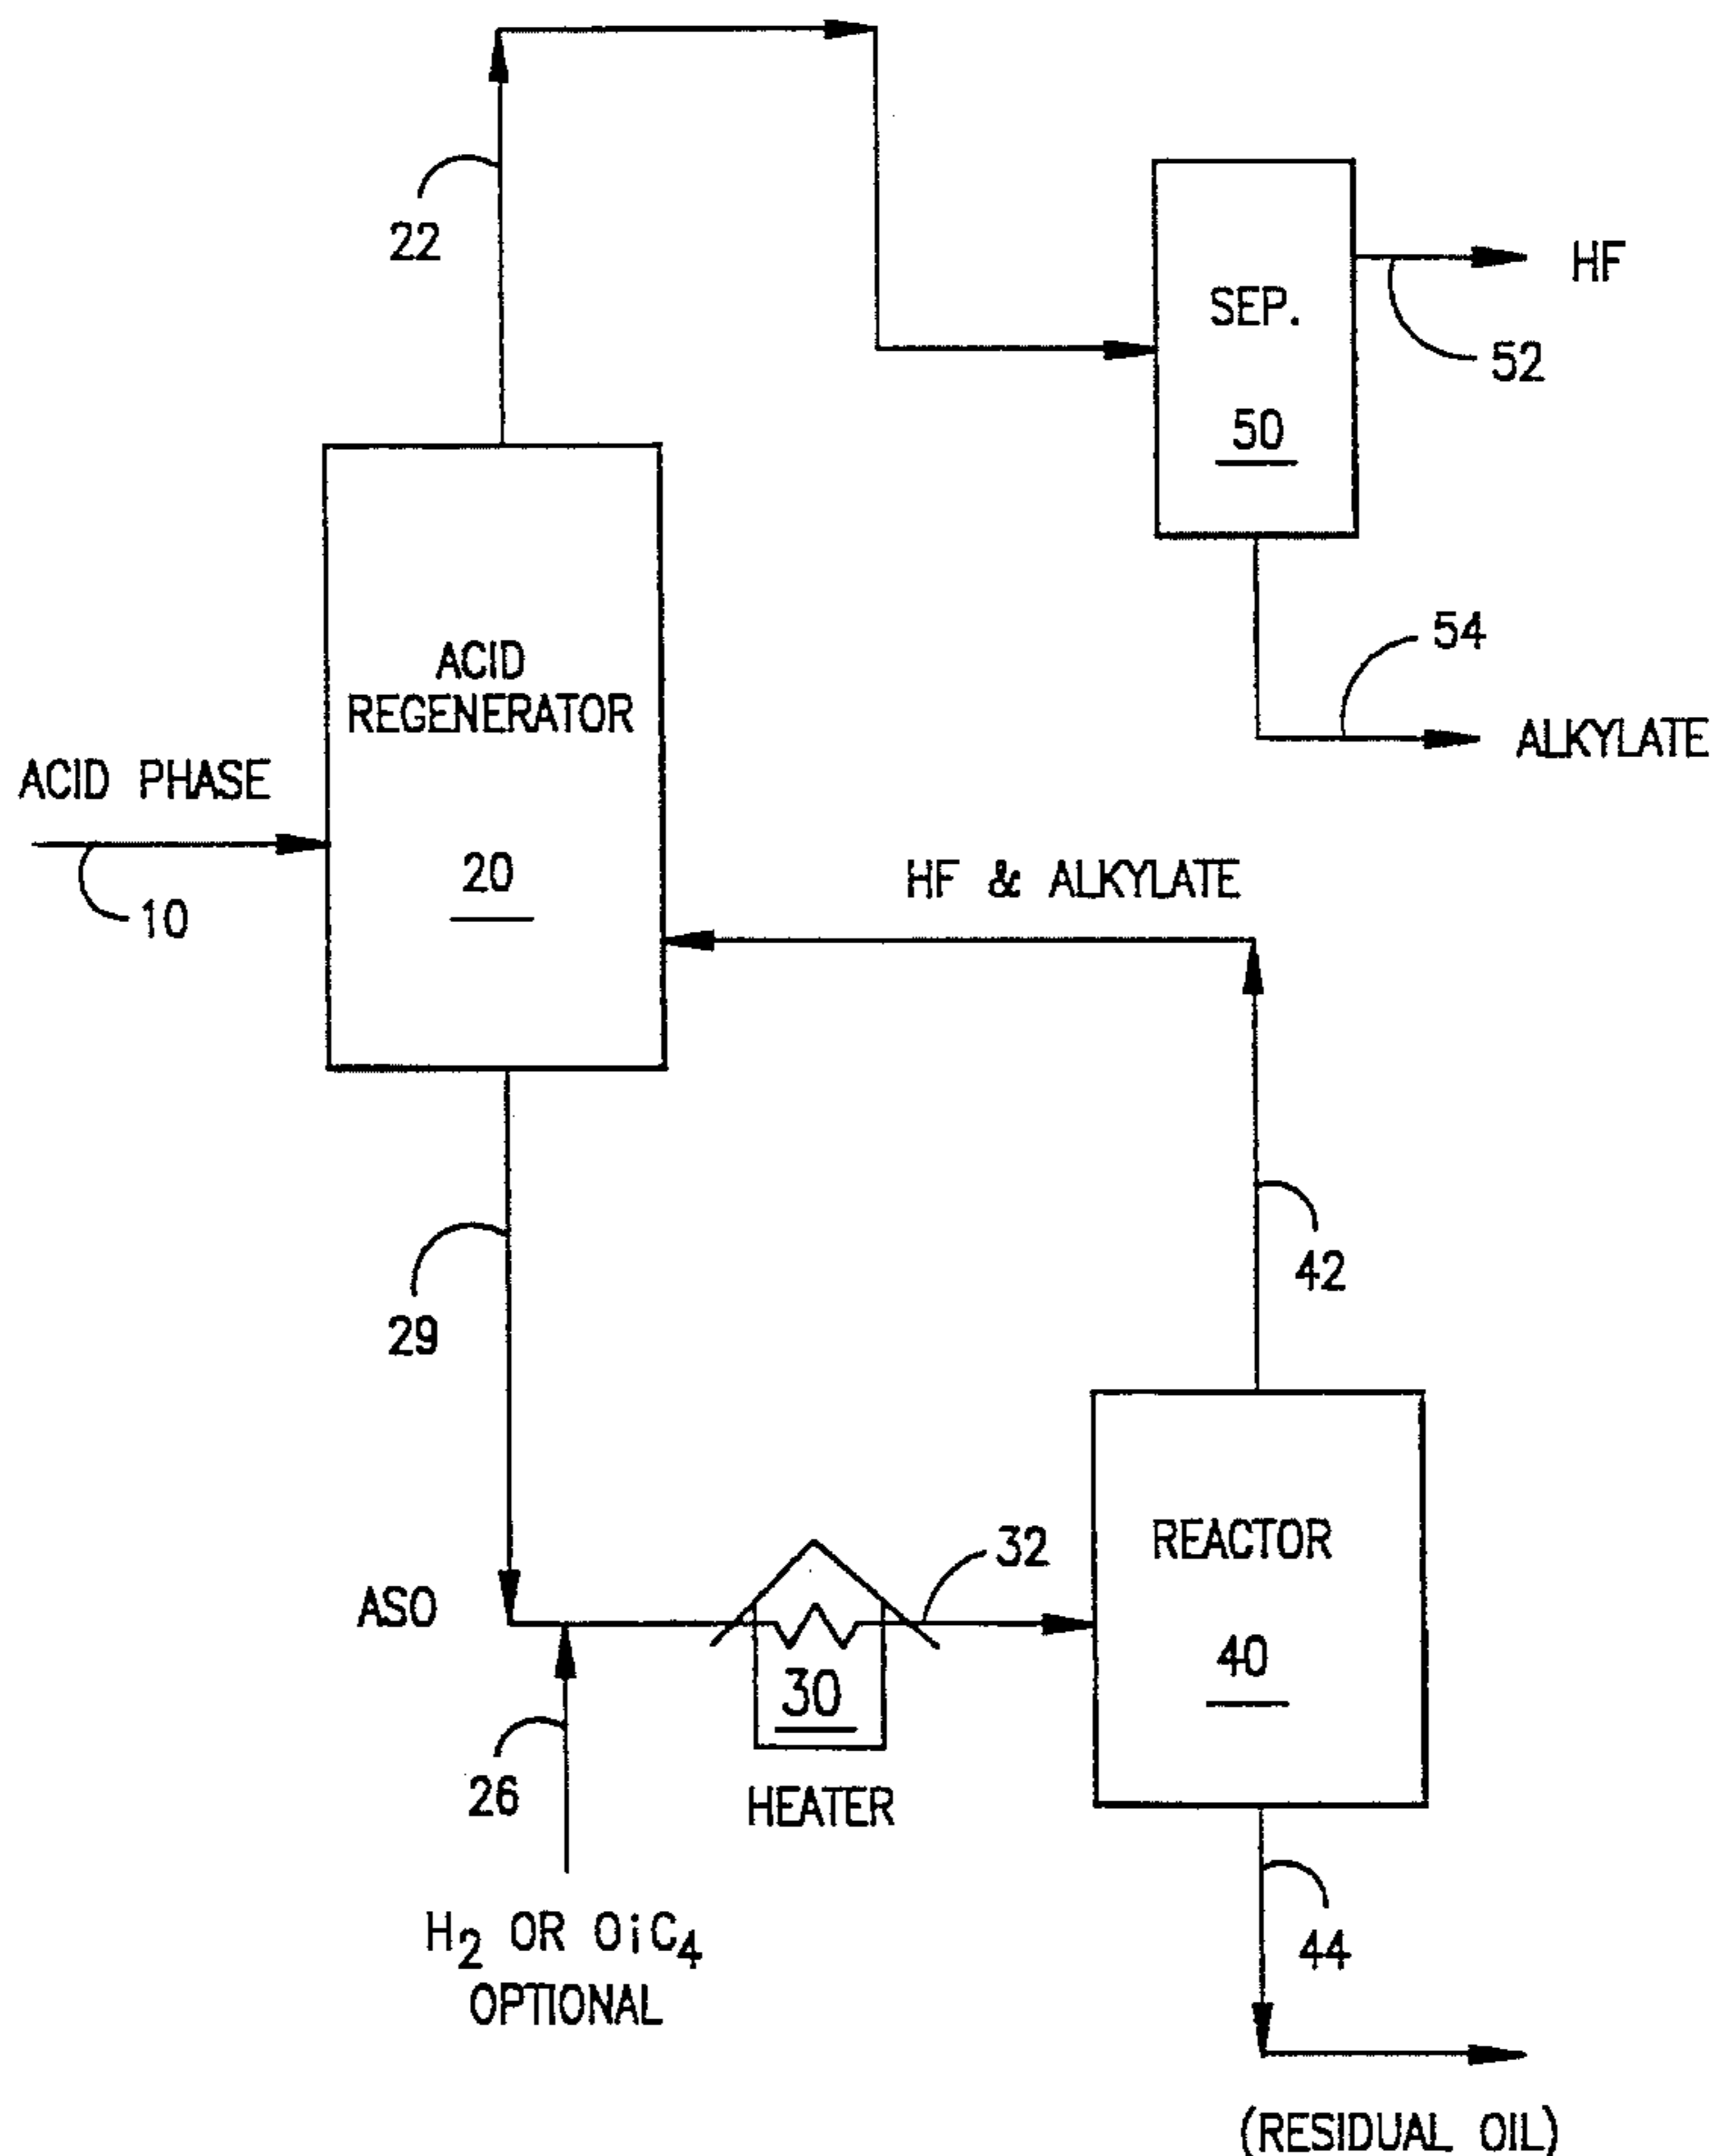 22
HF
SEP.
52
50
54
ACID
REGENERATOR
ALKYLATE
ACID PHASE
20
HF & ALKYLATE
10
42
29
REACTOR
32
ASO
40
30
26
HEATER
H2 OR OiC4
OPTIONAL
44
(RESIDUAL OIL)